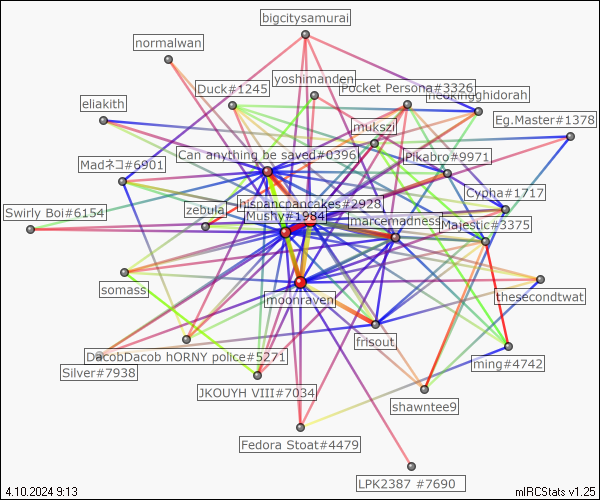 bigcitysamurai
normalwan
yoshimanden
Duck#1245
Pocket Persona#3326
neokingghidorah
eliakith
Eg.Master#1378
mukszi
Can anything be saved#0396
Pikabro#9971
Madネコ#6901
Cypha#1717
hispancpancakes#2928
zebula
Swirly Boi#6154
Mushy#1984
marcemadness
Majestic#3375
somass
moonraven
thesecondtwat
frisout
DacobDacob hORNY police#5271
Silver#7938
ming#4742
JKOUYH VIII#7034
shawntee9
Fedora Stoat#4479
LPK2387 #7690
4.10.2024 9:13
mIRCStats v1.25